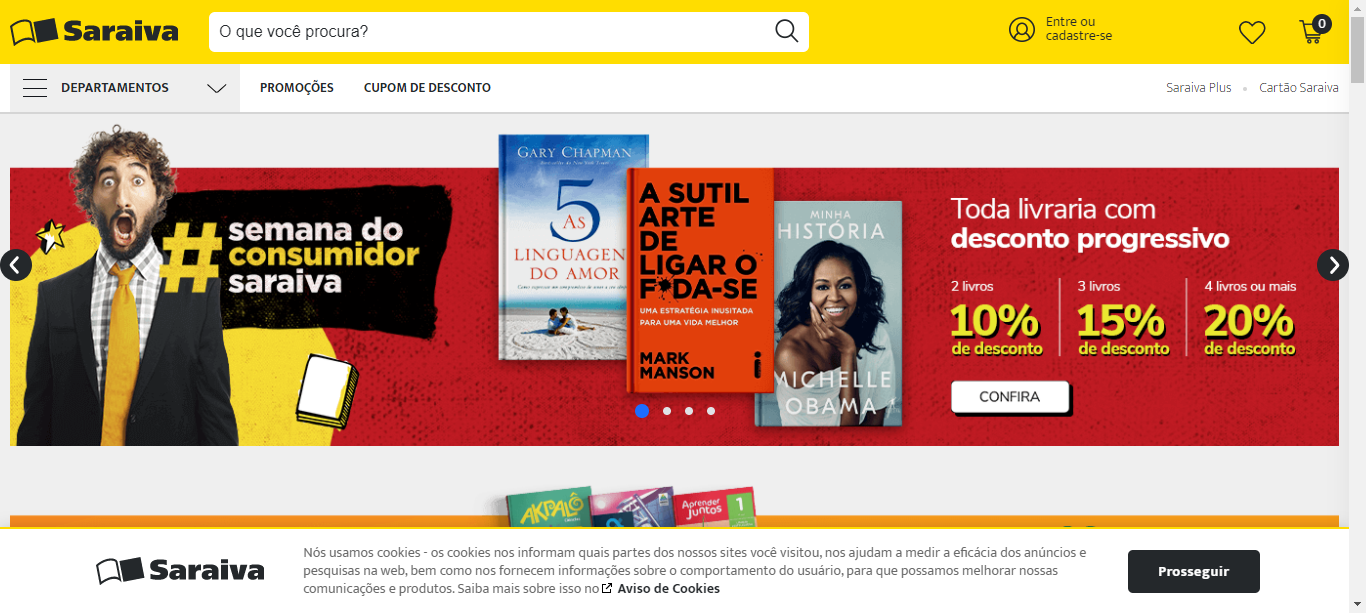 Saraiva
O que você procura?
Entre ou
cadastre-se
0
DEPARTAMENTOS
PROMOÇÕES
CUPOM DE DESCONTO
Saraiva Plus
Cartão Saraiva
#semana do
consumidor
saraiva
GARY CHAPMAN
AS 5
LINGUAGEN
DO AMOR
A SUTIL
ARTE
DE
LIGAR O
F*DA-SE
UMA ESTRATÉGIA INUSITADA
PARA UMA VIDA MELHOR
MARK
MANSON
MINHA
HISTÓRIA
MICHELLE
OBAMA
Toda livraria com
desconto progressivo
2 livros
10%
de desconto
3 livros
15%
de desconto
4 livros ou mais
20%
de desconto
CONFIRA
AKPALÔ
Aprender
Juntos
1
Saraiva
Nós usamos cookies - os cookies nos informam quais partes dos nossos sites você visitou, nos ajudam a medir a eficácia dos anúncios e
pesquisas na web, bem como nos fornecem informações sobre o comportamento do usuário, para que possamos melhorar nossas
comunicações e produtos. Saiba mais sobre isso no Aviso de Cookies
Prosseguir